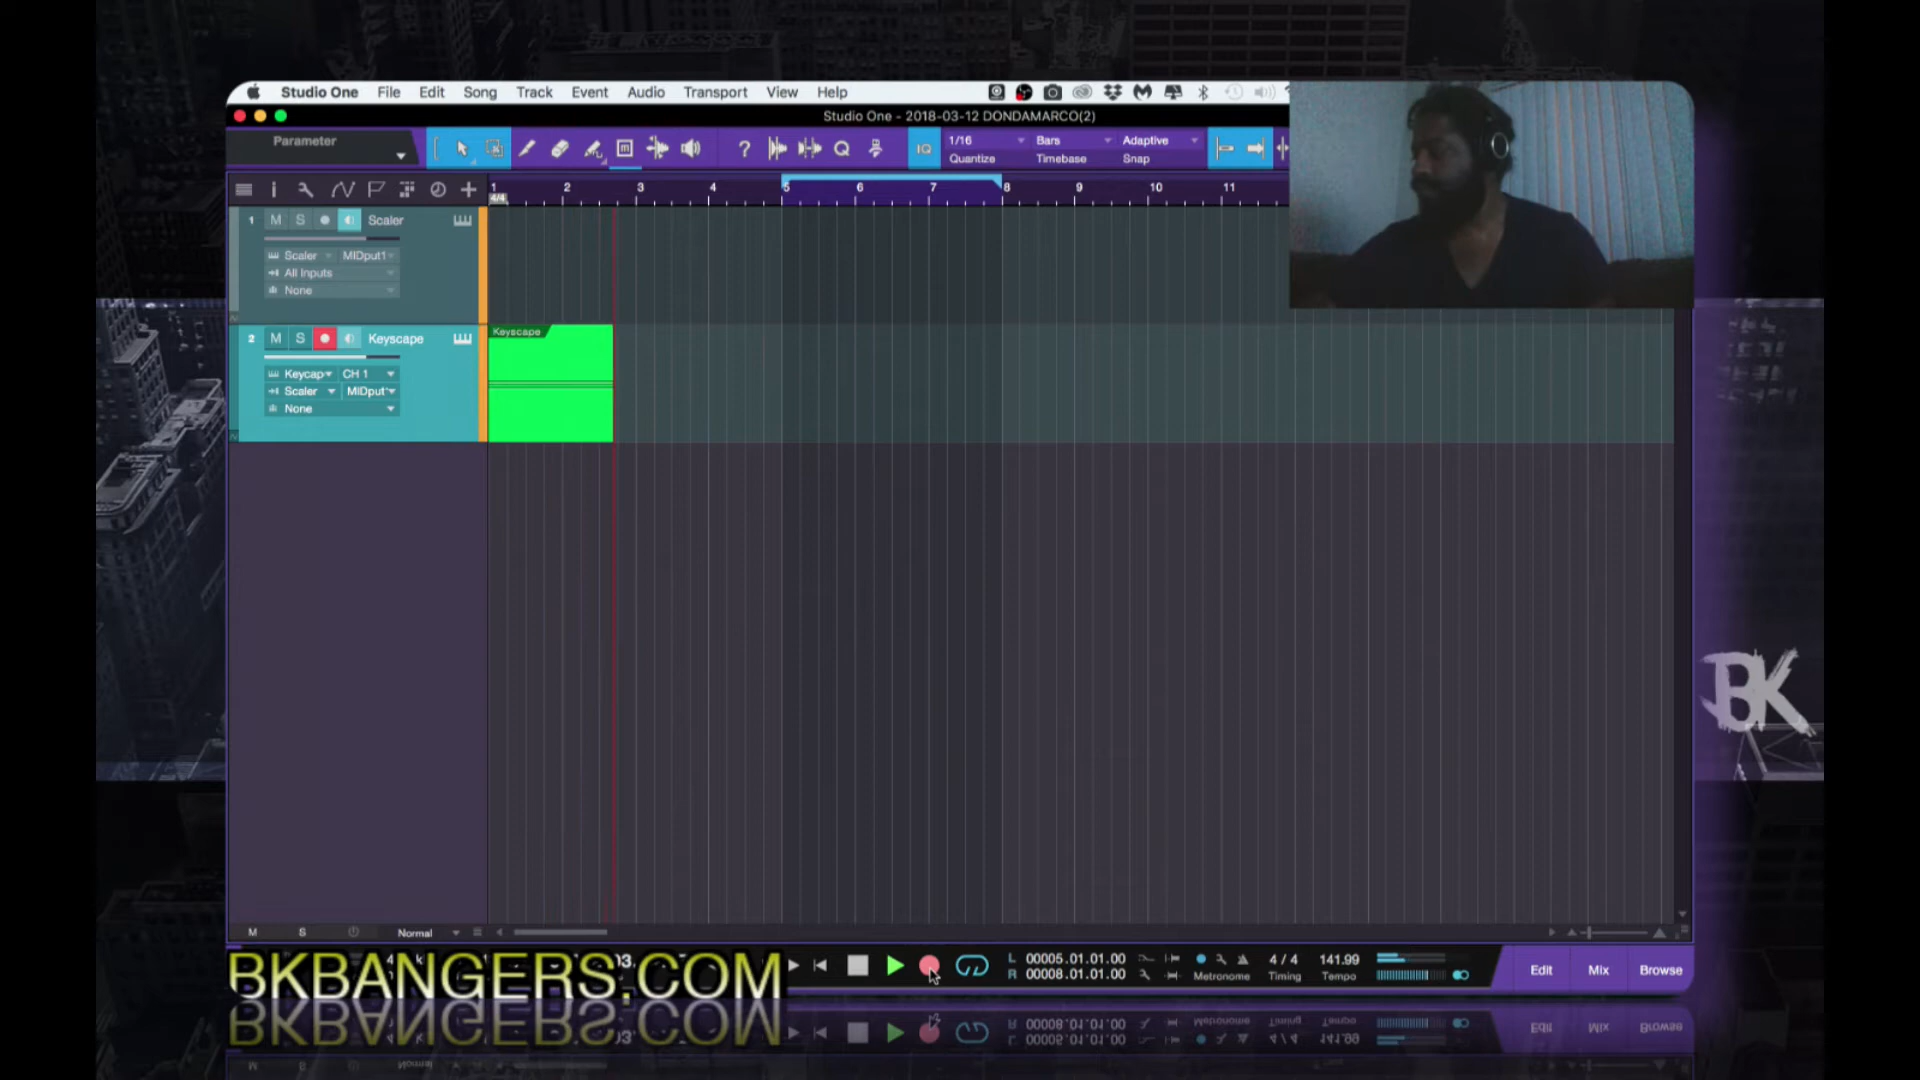 Studio One File Edit Song Track Event Audio Transport View Help
Studio One - 2018-03-12 DONDAMARCO(2)
Parameter
1/16 Bars Adaptive
Quantize Timebase Snap
IQ
1 2 3 4 5 6 7 8 9 10 11
4/4
1 M S Scaler
Scaler MIDput1
All Inputs
None
2 M S Keyscape
Keycap CH 1
Scaler MIDput
None
Keyscape
BK
M S Normal
BKBANGERS.COM
L 00005.01.01.00
R 00008.01.01.00
4 / 4 141.99
Metronome Timing Tempo
Edit Mix Browse